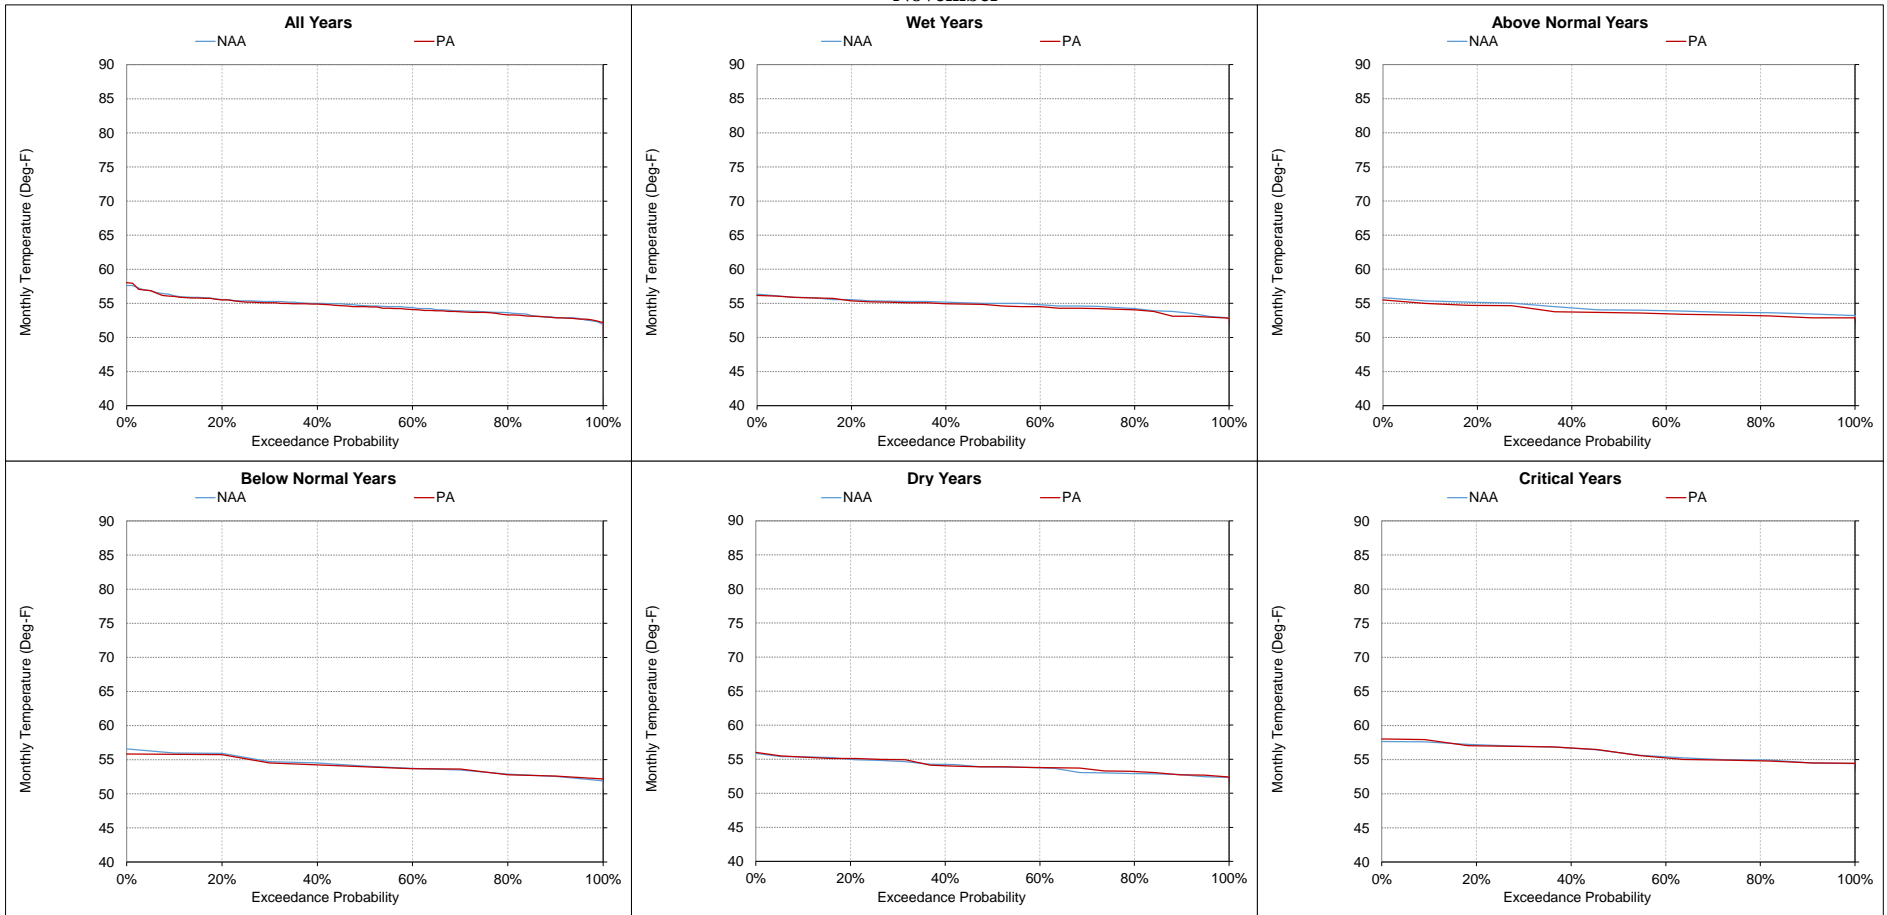 All Years
NAA PA
90
85
80
75
70
65
60
55
50
45
40
Monthly Temperature (Deg-F)
0% 20% 40% 60% 80% 100%
Exceedance Probability
Wet Years
NAA PA
90
85
80
75
70
65
60
55
50
45
40
Monthly Temperature (Deg-F)
0% 20% 40% 60% 80% 100%
Exceedance Probability
Above Normal Years
NAA PA
90
85
80
75
70
65
60
55
50
45
40
Monthly Temperature (Deg-F)
0% 20% 40% 60% 80% 100%
Exceedance Probability
Below Normal Years
NAA PA
90
85
80
75
70
65
60
55
50
45
40
Monthly Temperature (Deg-F)
0% 20% 40% 60% 80% 100%
Exceedance Probability
Dry Years
NAA PA
90
85
80
75
70
65
60
55
50
45
40
Monthly Temperature (Deg-F)
0% 20% 40% 60% 80% 100%
Exceedance Probability
Critical Years
NAA PA
90
85
80
75
70
65
60
55
50
45
40
Monthly Temperature (Deg-F)
0% 20% 40% 60% 80% 100%
Exceedance Probability